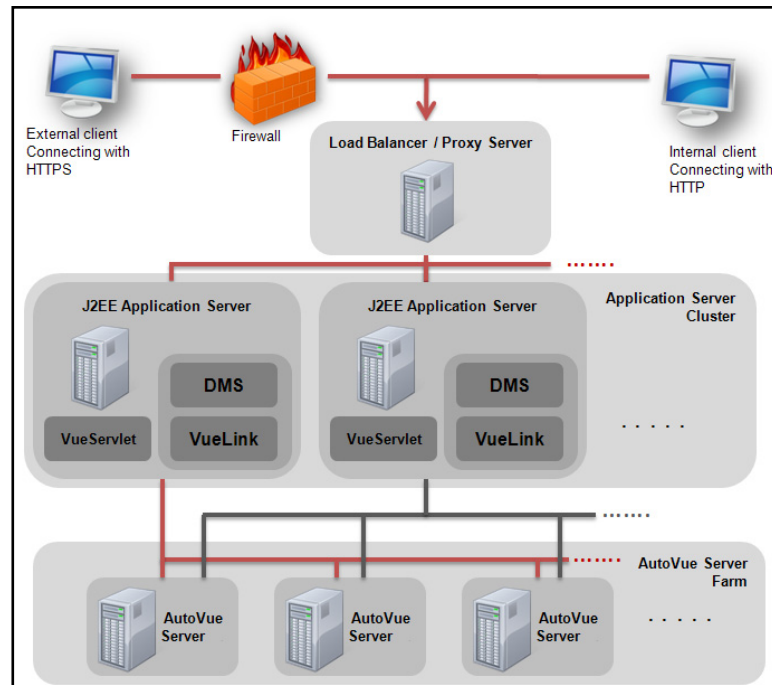 External client
Connecting with
HTTPS
Firewall
Load Balancer / Proxy Server
Internal client
Connecting with
HTTP
.......
J2EE Application Server
DMS
VueServlet
VueLink
J2EE Application Server
DMS
VueServlet
VueLink
Application Server
Cluster
. . . . .
.......
.......
AutoVue Server
Farm
AutoVue
Server
AutoVue
Server
AutoVue
Server
. . . . .